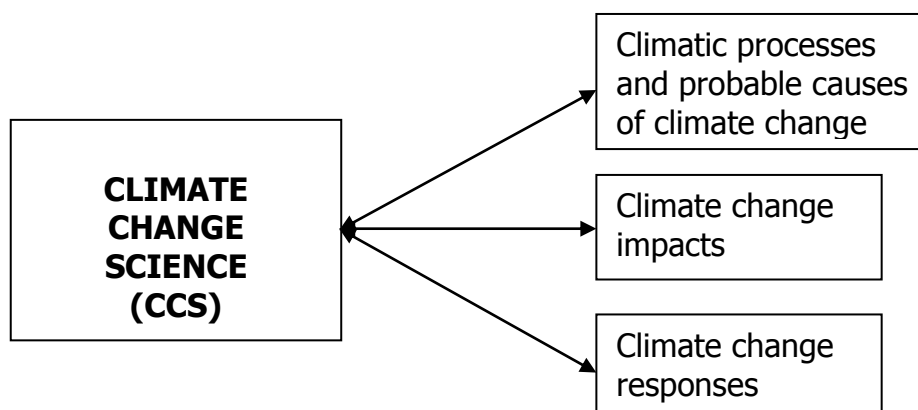 CLIMATE
CHANGE
SCIENCE
(CCS)
Climatic processes
and probable causes
of climate change
Climate change
impacts
Climate change
responses